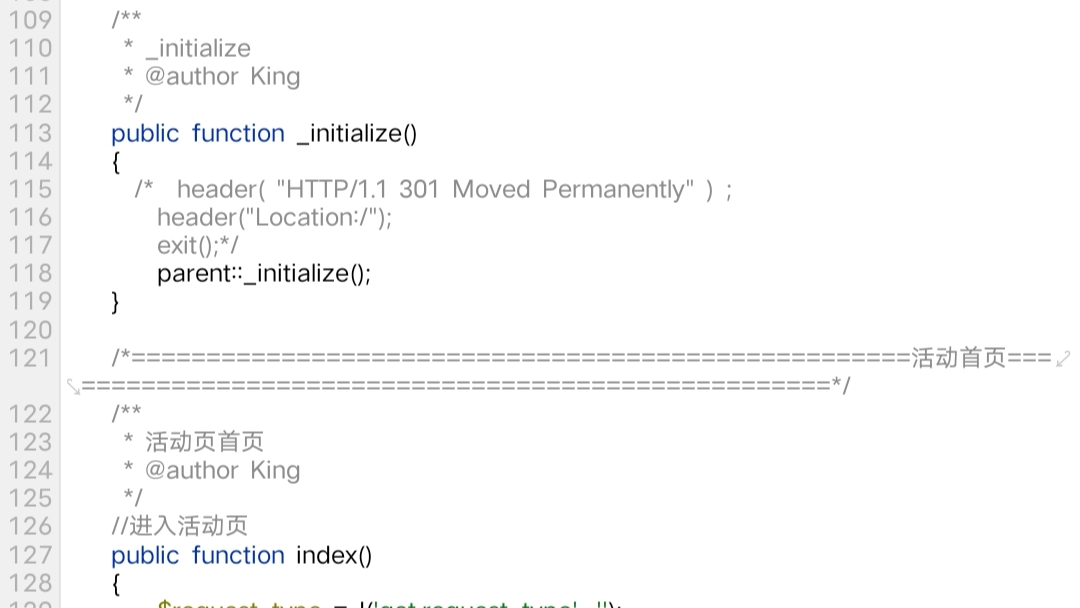 109 /**
110 * _initialize
111 * @author King
112 */
113 public function _initialize()
114 {
115 /* header( "HTTP/1.1 301 Moved Permanently" ) ;
116 header("Location:/");
117 exit();*/
118 parent::_initialize();
119 }
120
121 /*====================================================活动首页===
==================================================*/
122 /**
123 * 活动页首页
124 * @author King
125 */
126 //进入活动页
127 public function index()
128 {